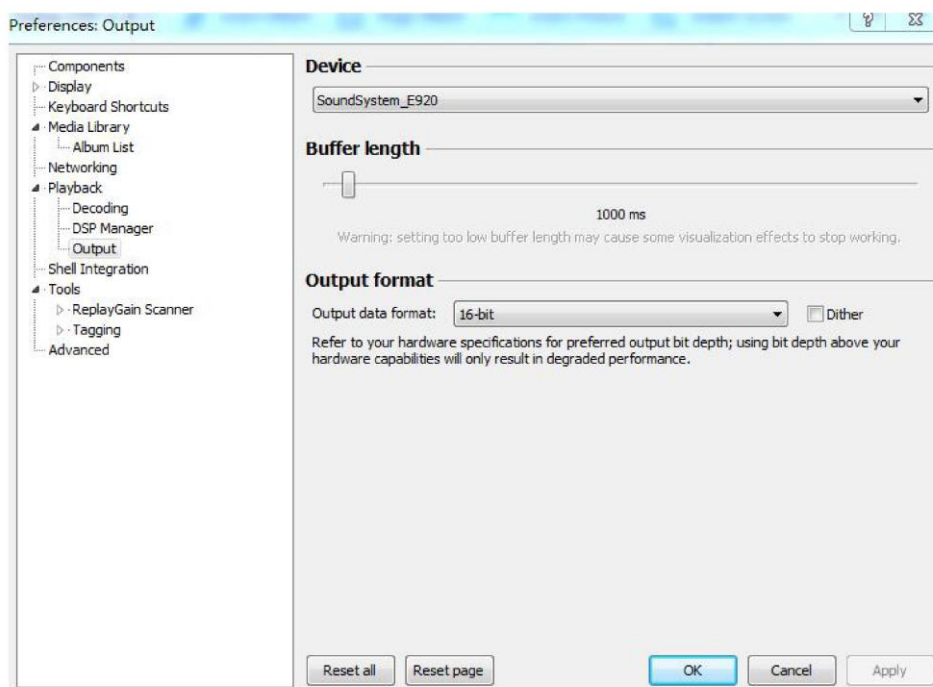 Preferences: Output
Components
Display
Keyboard Shortcuts
Media Library
Album List
Networking
Playback
Decoding
DSP Manager
Output
Shell Integration
Tools
ReplayGain Scanner
Tagging
Advanced
Device
SoundSystem_E920
Buffer length
1000 ms
Warning: setting too low buffer length may cause some visualization effects to stop working.
Output format
Output data format: 16-bit Dither
Refer to your hardware specifications for preferred output bit depth; using bit depth above your
hardware capabilities will only result in degraded performance.
Reset all Reset page OK Cancel Apply